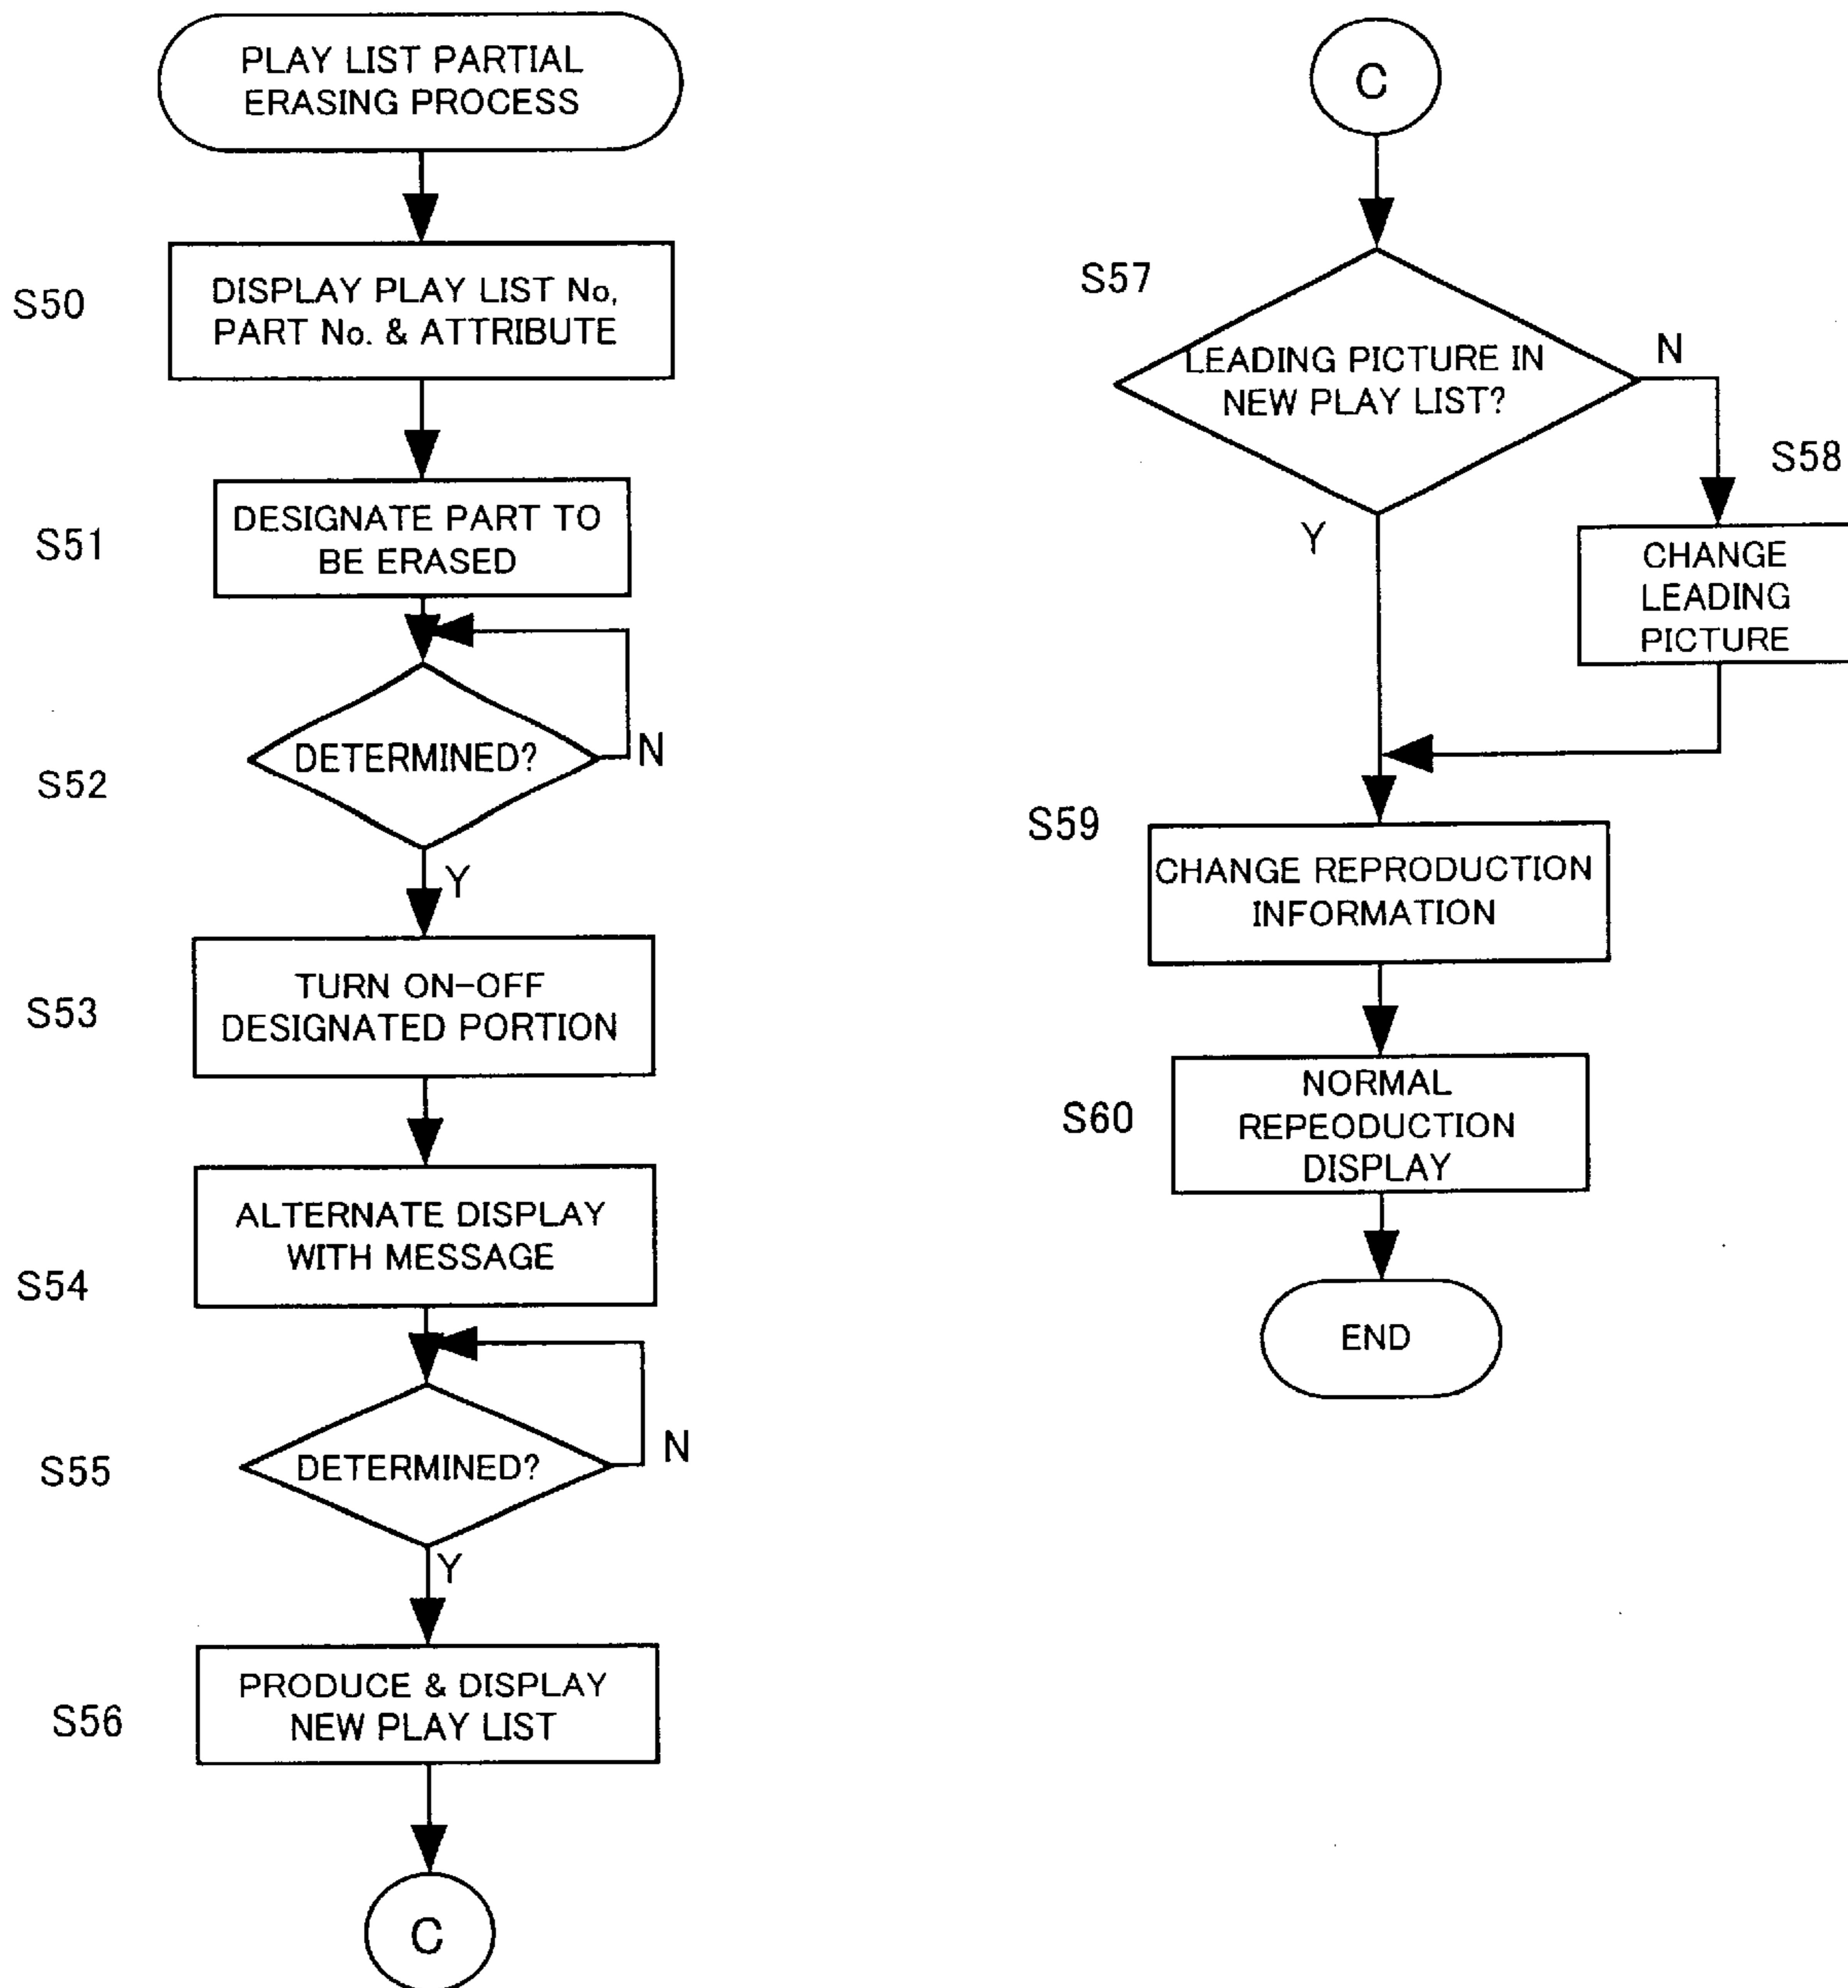 PLAY LIST PARTIAL
ERASING PROCESS
S50
DISPLAY PLAY LIST No,
PART No. & ATTRIBUTE
S51
DESIGNATE PART TO
BE ERASED
S52
DETERMINED?
N
Y
S53
TURN ON-OFF
DESIGNATED PORTION
S54
ALTERNATE DISPLAY
WITH MESSAGE
S55
DETERMINED?
N
Y
S56
PRODUCE & DISPLAY
NEW PLAY LIST
C
C
S57
LEADING PICTURE IN
NEW PLAY LIST?
N
Y
S58
CHANGE
LEADING
PICTURE
S59
CHANGE REPRODUCTION
INFORMATION
S60
NORMAL
REPEODUCTION
DISPLAY
END